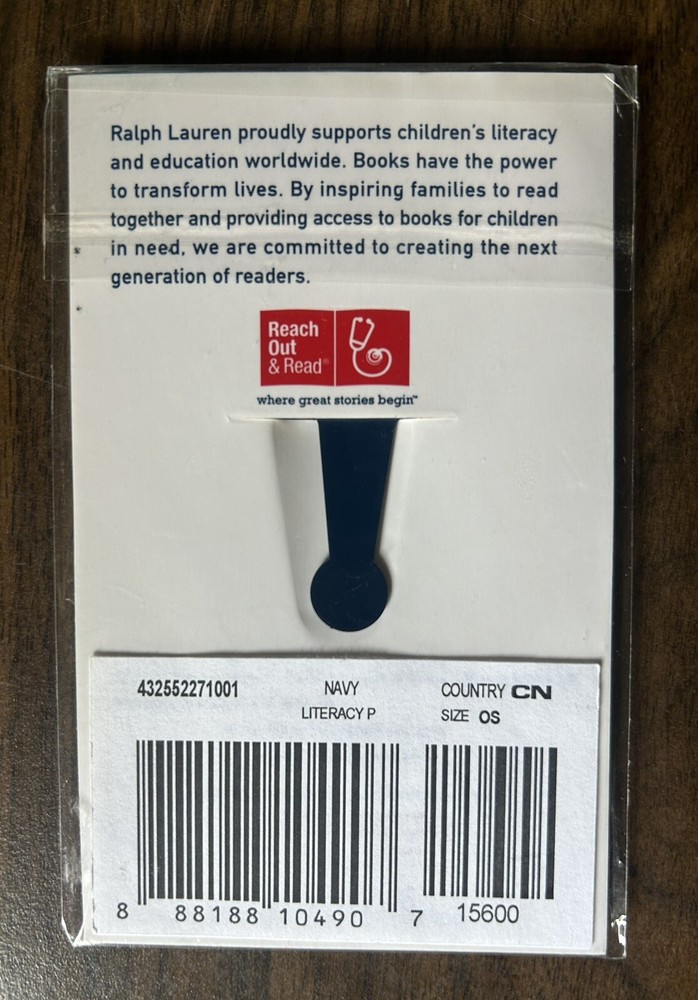 Ralph Lauren proudly supports children's literacy
and education worldwide. Books have the power
to transform lives. By inspiring families to read
together and providing access to books for children
in need, we are committed to creating the next
generation of readers.
Reach
Out
& Read®
where great stories begin™
432552271001 NAVY COUNTRY CN
LITERACY P SIZE OS
8 88188 10490 7 15600